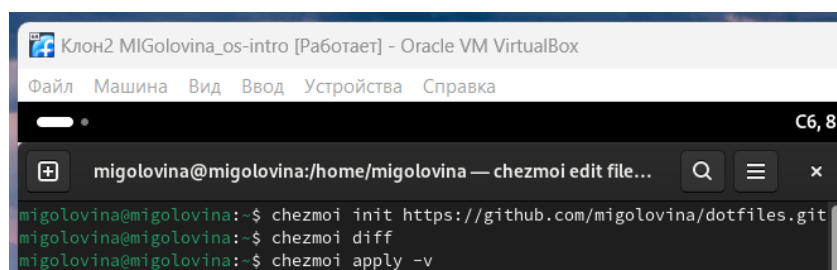 Клон2 MIGolovina_os-intro [Работает] - Oracle VM VirtualBox
Файл Машина Вид Ввод Устройства Справка
С6, 8
migolovina@migolovina:/home/migolovina — chezmoi edit file...
migolovina@migolovina:~$ chezmoi init https://github.com/migolovina/dotfiles.git
migolovina@migolovina:~$ chezmoi diff
migolovina@migolovina:~$ chezmoi apply -v